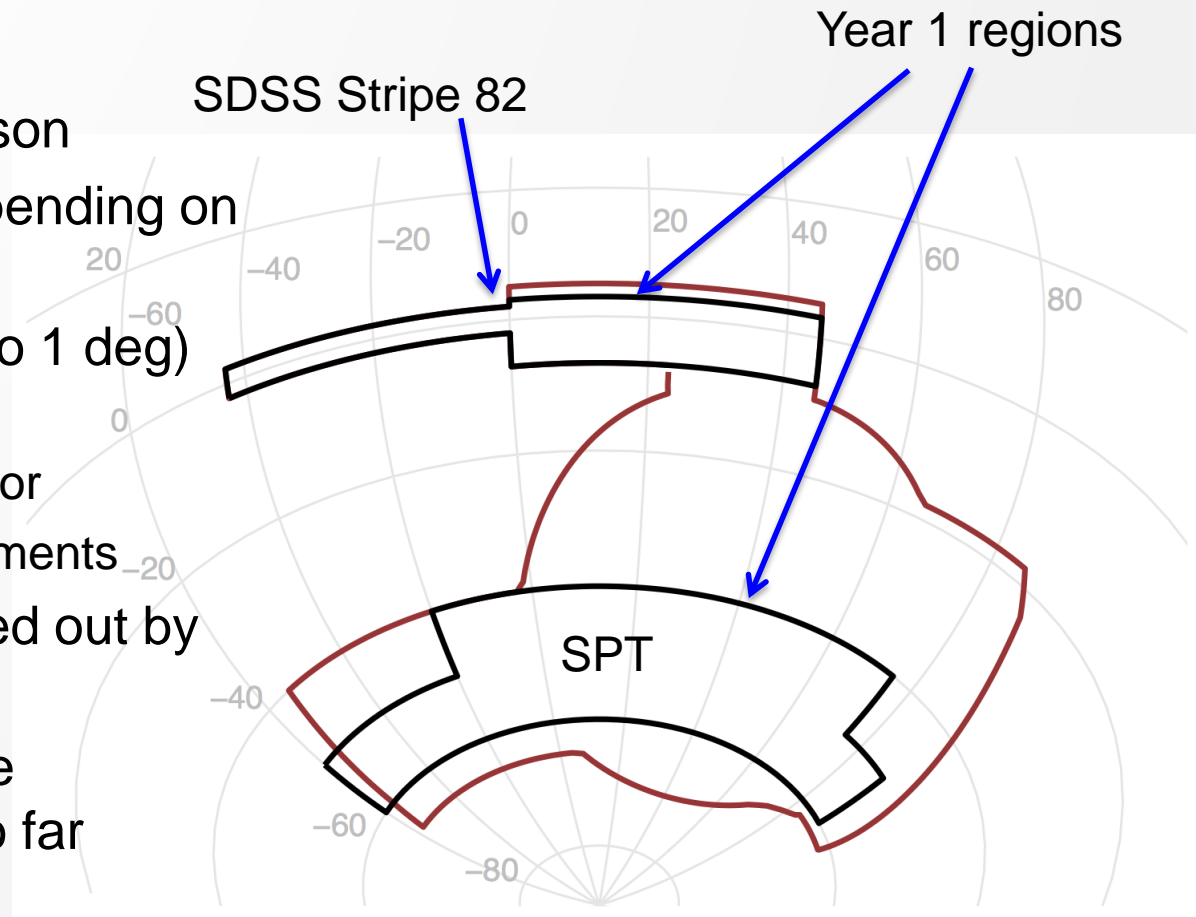 Year 1 regions
SDSS Stripe 82
son
pending on
0
20
40
−20
20
−40
60
80
−60
o 1 deg)
0
or
ments
−20
ed out by
SPT
−40
e
o far
−60
−80